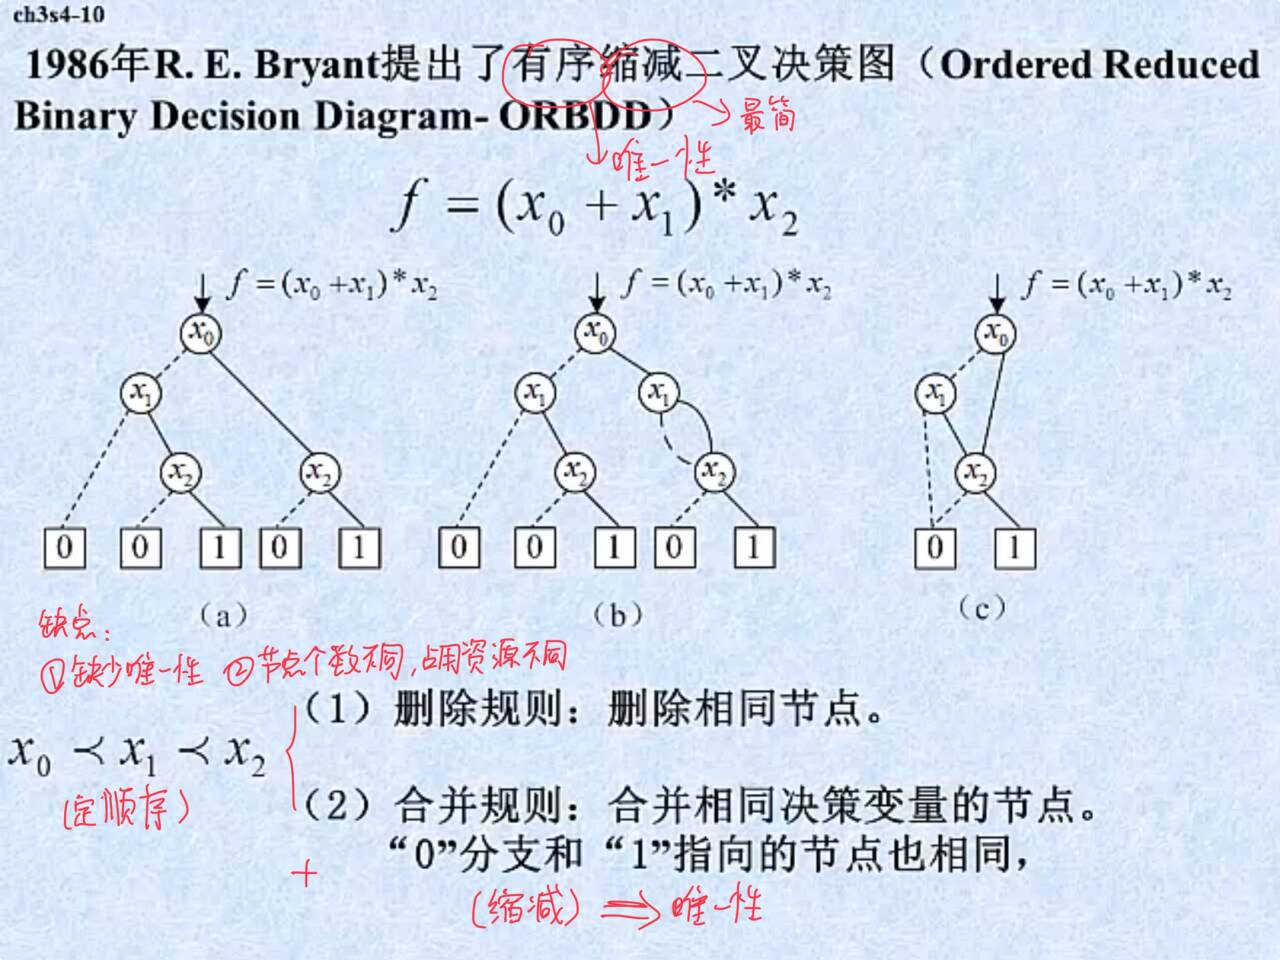 ch3s4-10
1986年R. E. Bryant提出了有序缩减二叉决策图（Ordered Reduced
Binary Decision Diagram- ORBDD）
最简
唯一性
f = (x₀ + x₁) * x₂
f = (x₀ + x₁) * x₂ f = (x₀ + x₁) * x₂ f = (x₀ + x₁) * x₂
x₀ x₀ x₀
x₁ x₁ x₁ x₁
x₂ x₂ x₂ x₂ x₂
0 0 1 0 1 0 0 1 0 1 0 1
（a） （b） （c）
缺点:
①缺少唯一性 ②节点个数不同,占用资源不同
（1）删除规则：删除相同节点。
x₀ ≺ x₁ ≺ x₂
(定顺序)
（2）合并规则：合并相同决策变量的节点。
“0”分支和“1”指向的节点也相同，
+
(缩减) ⇒ 唯一性